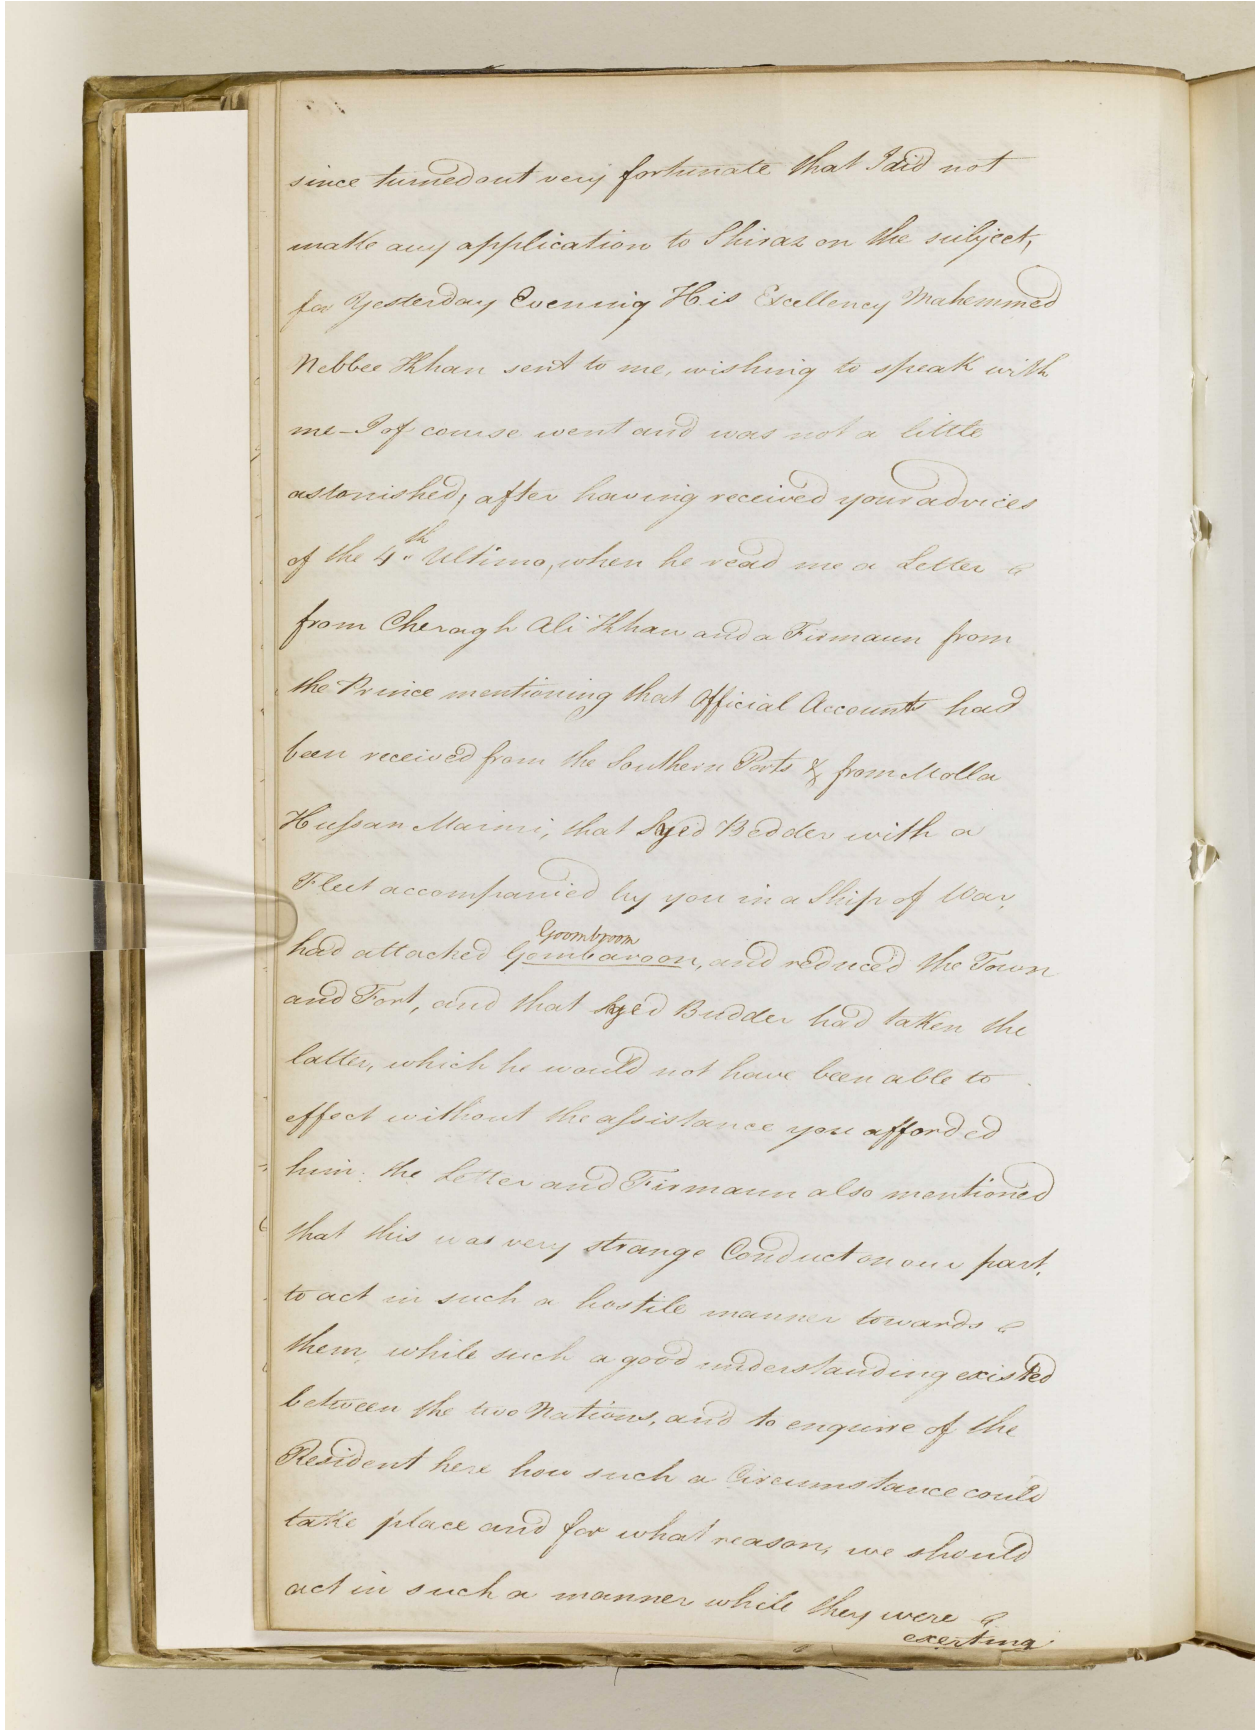 since turned out very fortunate that I did not
make any application to Shiraz on the subject,
for Yesterday Evening His Excellency Mahemmed
Nebbee Khan sent to me, wishing to speak with
me - I of course went and was not a little
astonished, after having received your advices
of the 4th Ultimo, when he read me a Letter
from Cheragh Ali Khan and a Firmaun from
the Prince mentioning that Official Accounts had
been received from the Southern Ports & from Molla
Hussan Maini, that Syed Bedder with a
Fleet accompanied by you in a Ship of War,
Goombroom
had attacked Gombaroon, and reduced the Town
and Fort, and that Syed Budder had taken the
latter, which he would not have been able to
effect without the assistance you afforded
him. the Letter and Firmaun also mentioned
that this was very strange Conduct on our part,
to act in such a hostile manner towards
them, while such a good understanding existed
between the two Nations, and to enquire of the
Resident here how such a Circumstance could
take place and for what reason, we should
act in such a manner while they were
exerting